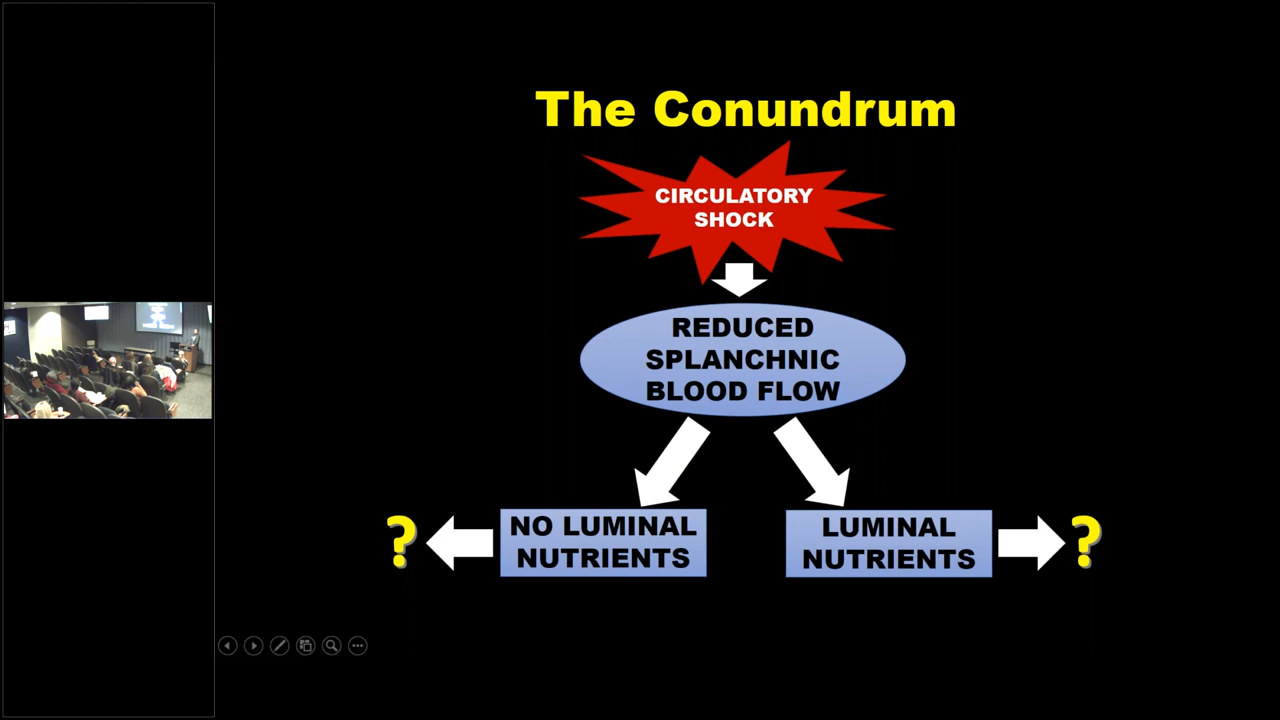 The Conundrum
CIRCULATORY
SHOCK
REDUCED
SPLANCHNIC
BLOOD FLOW
NO LUMINAL
NUTRIENTS
LUMINAL
NUTRIENTS
?
?